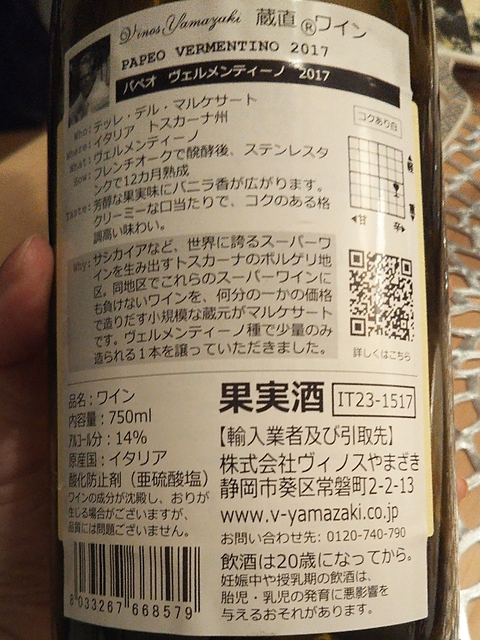 Vinos Yamazaki 蔵直®ワイン
PAPEO VERMENTINO 2017
パペオ ヴェルメンティーノ 2017
Who: テッレ・デル・マルケサート
Where: イタリア トスカーナ州
What: ヴェルメンティーノ
How: フレンチオークで醗酵後、ステンレスタ
ンクで12カ月熟成
Taste: 芳醇な果実味にバニラ香が広がります。
クリーミーな口当たりで、コクのある格
調高い味わい。
コクあり白
甘
Why: サシカイアなど、世界に誇るスーパーワ
インを生み出すトスカーナのボルゲリ地
区。同地区でこれらのスーパーワインに
も負けないワインを、何分の一かの価格
で造りだす小規模な蔵元がマルケサート
です。ヴェルメンティーノ種で少量のみ
造られる1本を譲っていただきました。
詳しくはこちら
品名：ワイン
内容量：750ml
アルコール分：14%
原産国：イタリア
酸化防止剤（亜硫酸塩）
ワインの成分が沈殿し、おりが
生じる場合がございますが、
品質には問題ございません。
8 033267 668579
果実酒 IT23-1517
【輸入業者及び引取先】
株式会社ヴィノスやまざき
静岡市葵区常磐町2-2-13
www.v-yamazaki.co.jp
お問い合わせ先：0120-740-790
飲酒は20歳になってから。
妊娠中や授乳期の飲酒は、
胎児・乳児の発育に悪影響を
与えるおそれがあります。